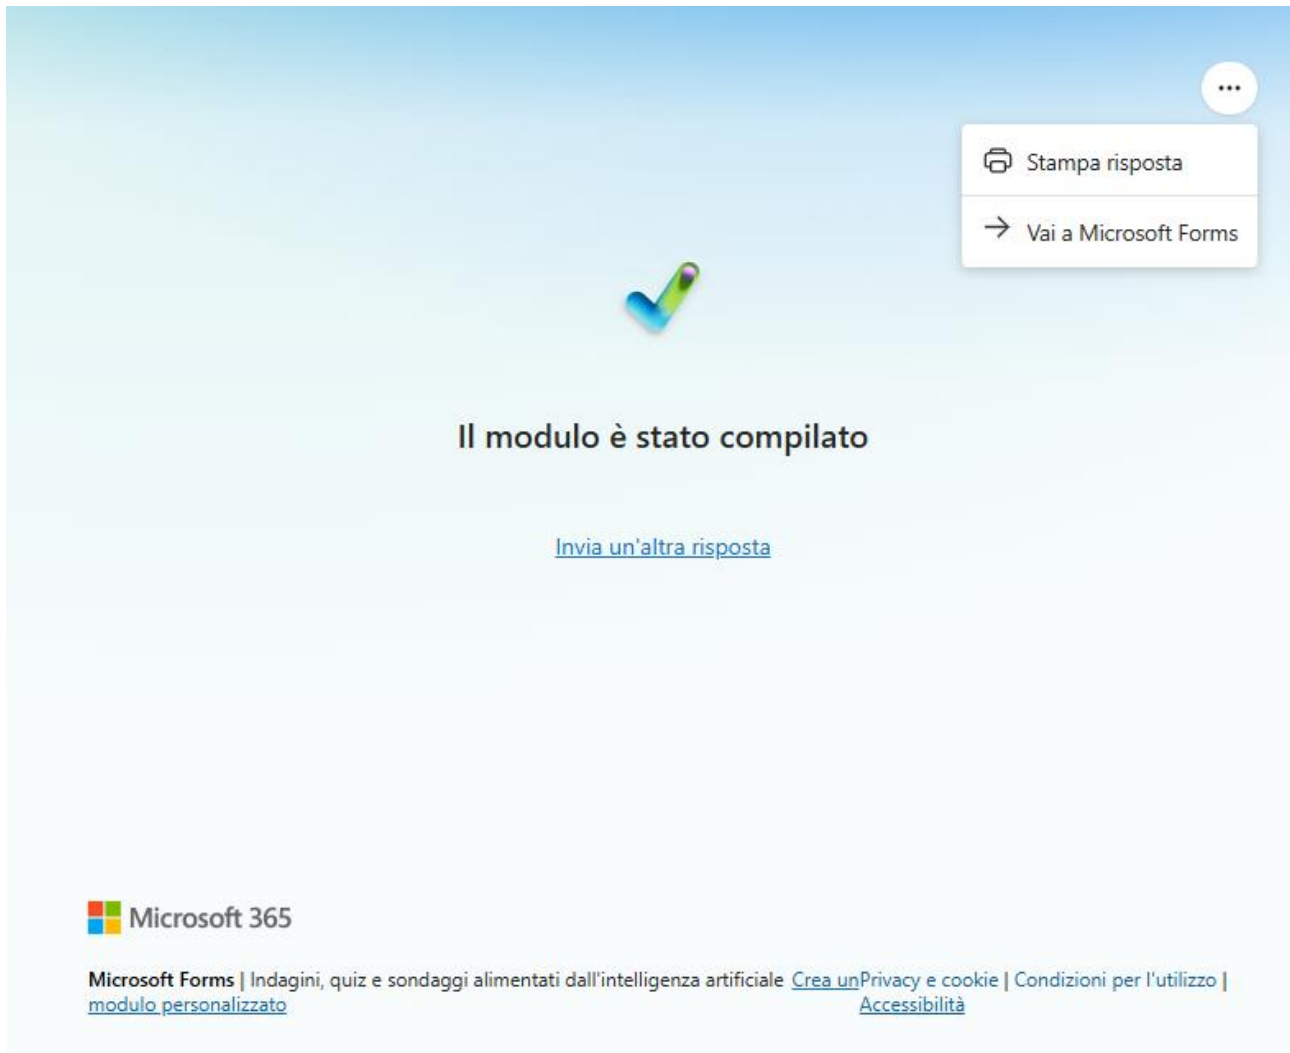 Stampa risposta
Vai a Microsoft Forms
Il modulo è stato compilato
Invia un'altra risposta
Microsoft 365
Microsoft Forms | Indagini, quiz e sondaggi alimentati dall'intelligenza artificiale Crea un
modulo personalizzato
Privacy e cookie | Condizioni per l'utilizzo |
Accessibilità